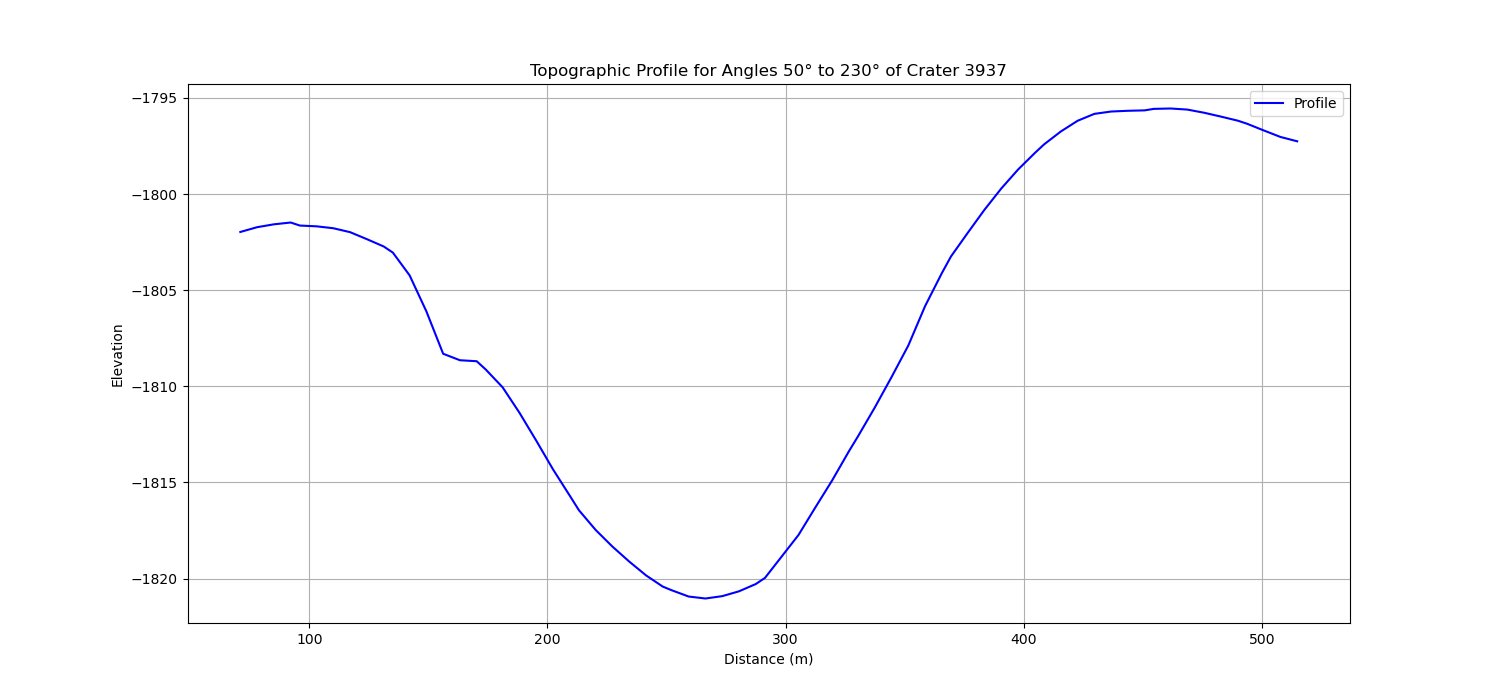 Topographic Profile for Angles 50° to 230° of Crater 3937
Profile
−1795
−1800
−1805
−1810
−1815
−1820
Elevation
100
200
300
400
500
Distance (m)